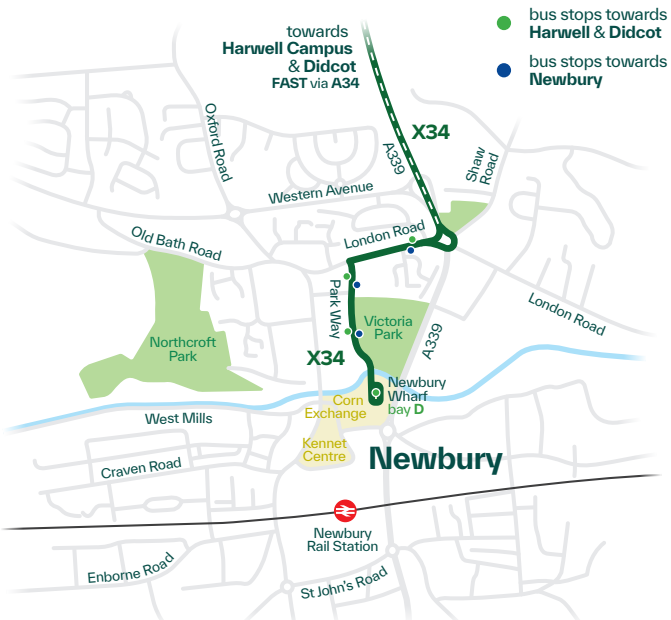 towards
Harwell Campus
& Didcot
FAST via A34
bus stops towards
Harwell & Didcot
bus stops towards
Newbury
X34
A339
Oxford Road
Shaw
Road
Western Avenue
London Road
Old Bath Road
Park Way
London Road
Victoria
Park
A339
Northcroft
Park
X34
Newbury
Wharf
bay D
Corn
Exchange
West Mills
Kennet
Centre
Newbury
Craven Road
Newbury
Rail Station
Enborne Road
St John's Road